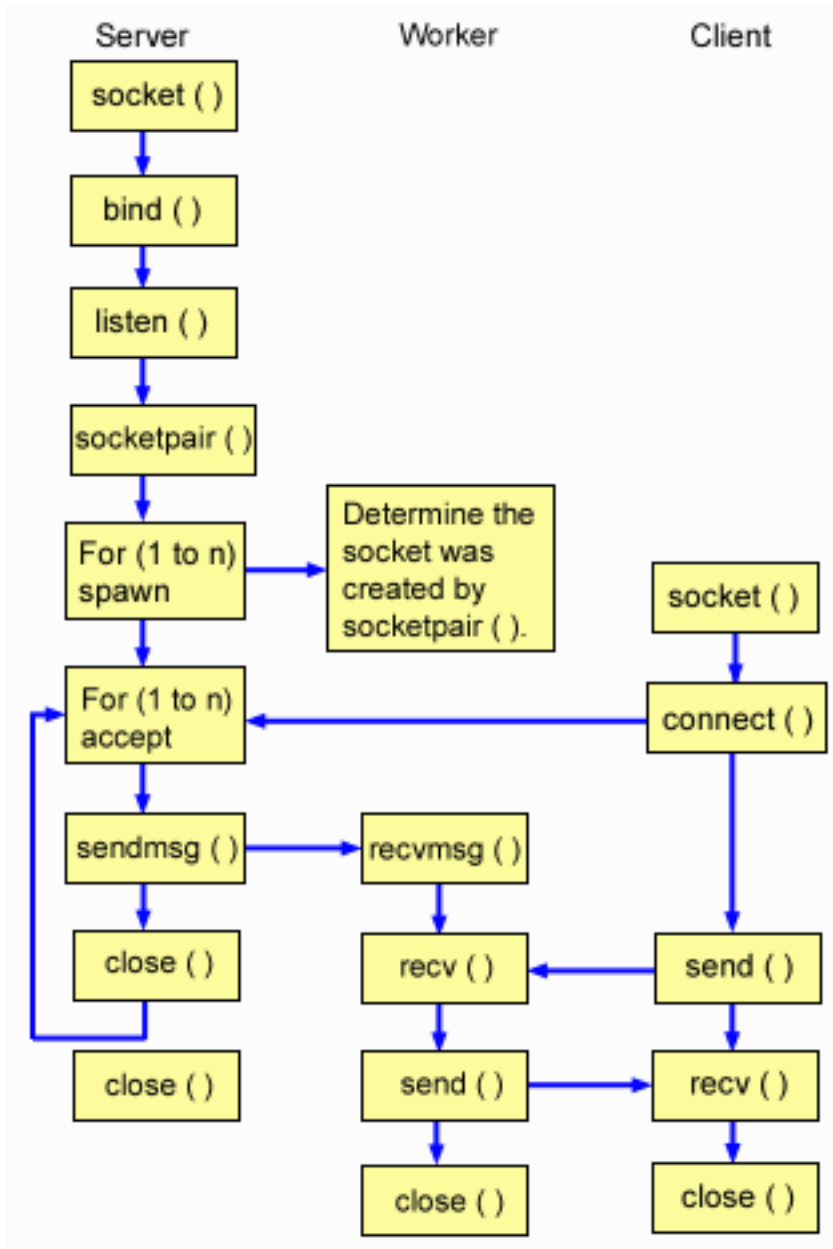 Server
Worker
Client
socket ( )
bind ( )
listen ( )
socketpair ( )
For (1 to n)
spawn
Determine the
socket was
created by
socketpair ( ).
socket ( )
For (1 to n)
accept
connect ( )
sendmsg ( )
recvmsg ( )
close ( )
recv ( )
send ( )
close ( )
send ( )
recv ( )
close ( )
close ( )